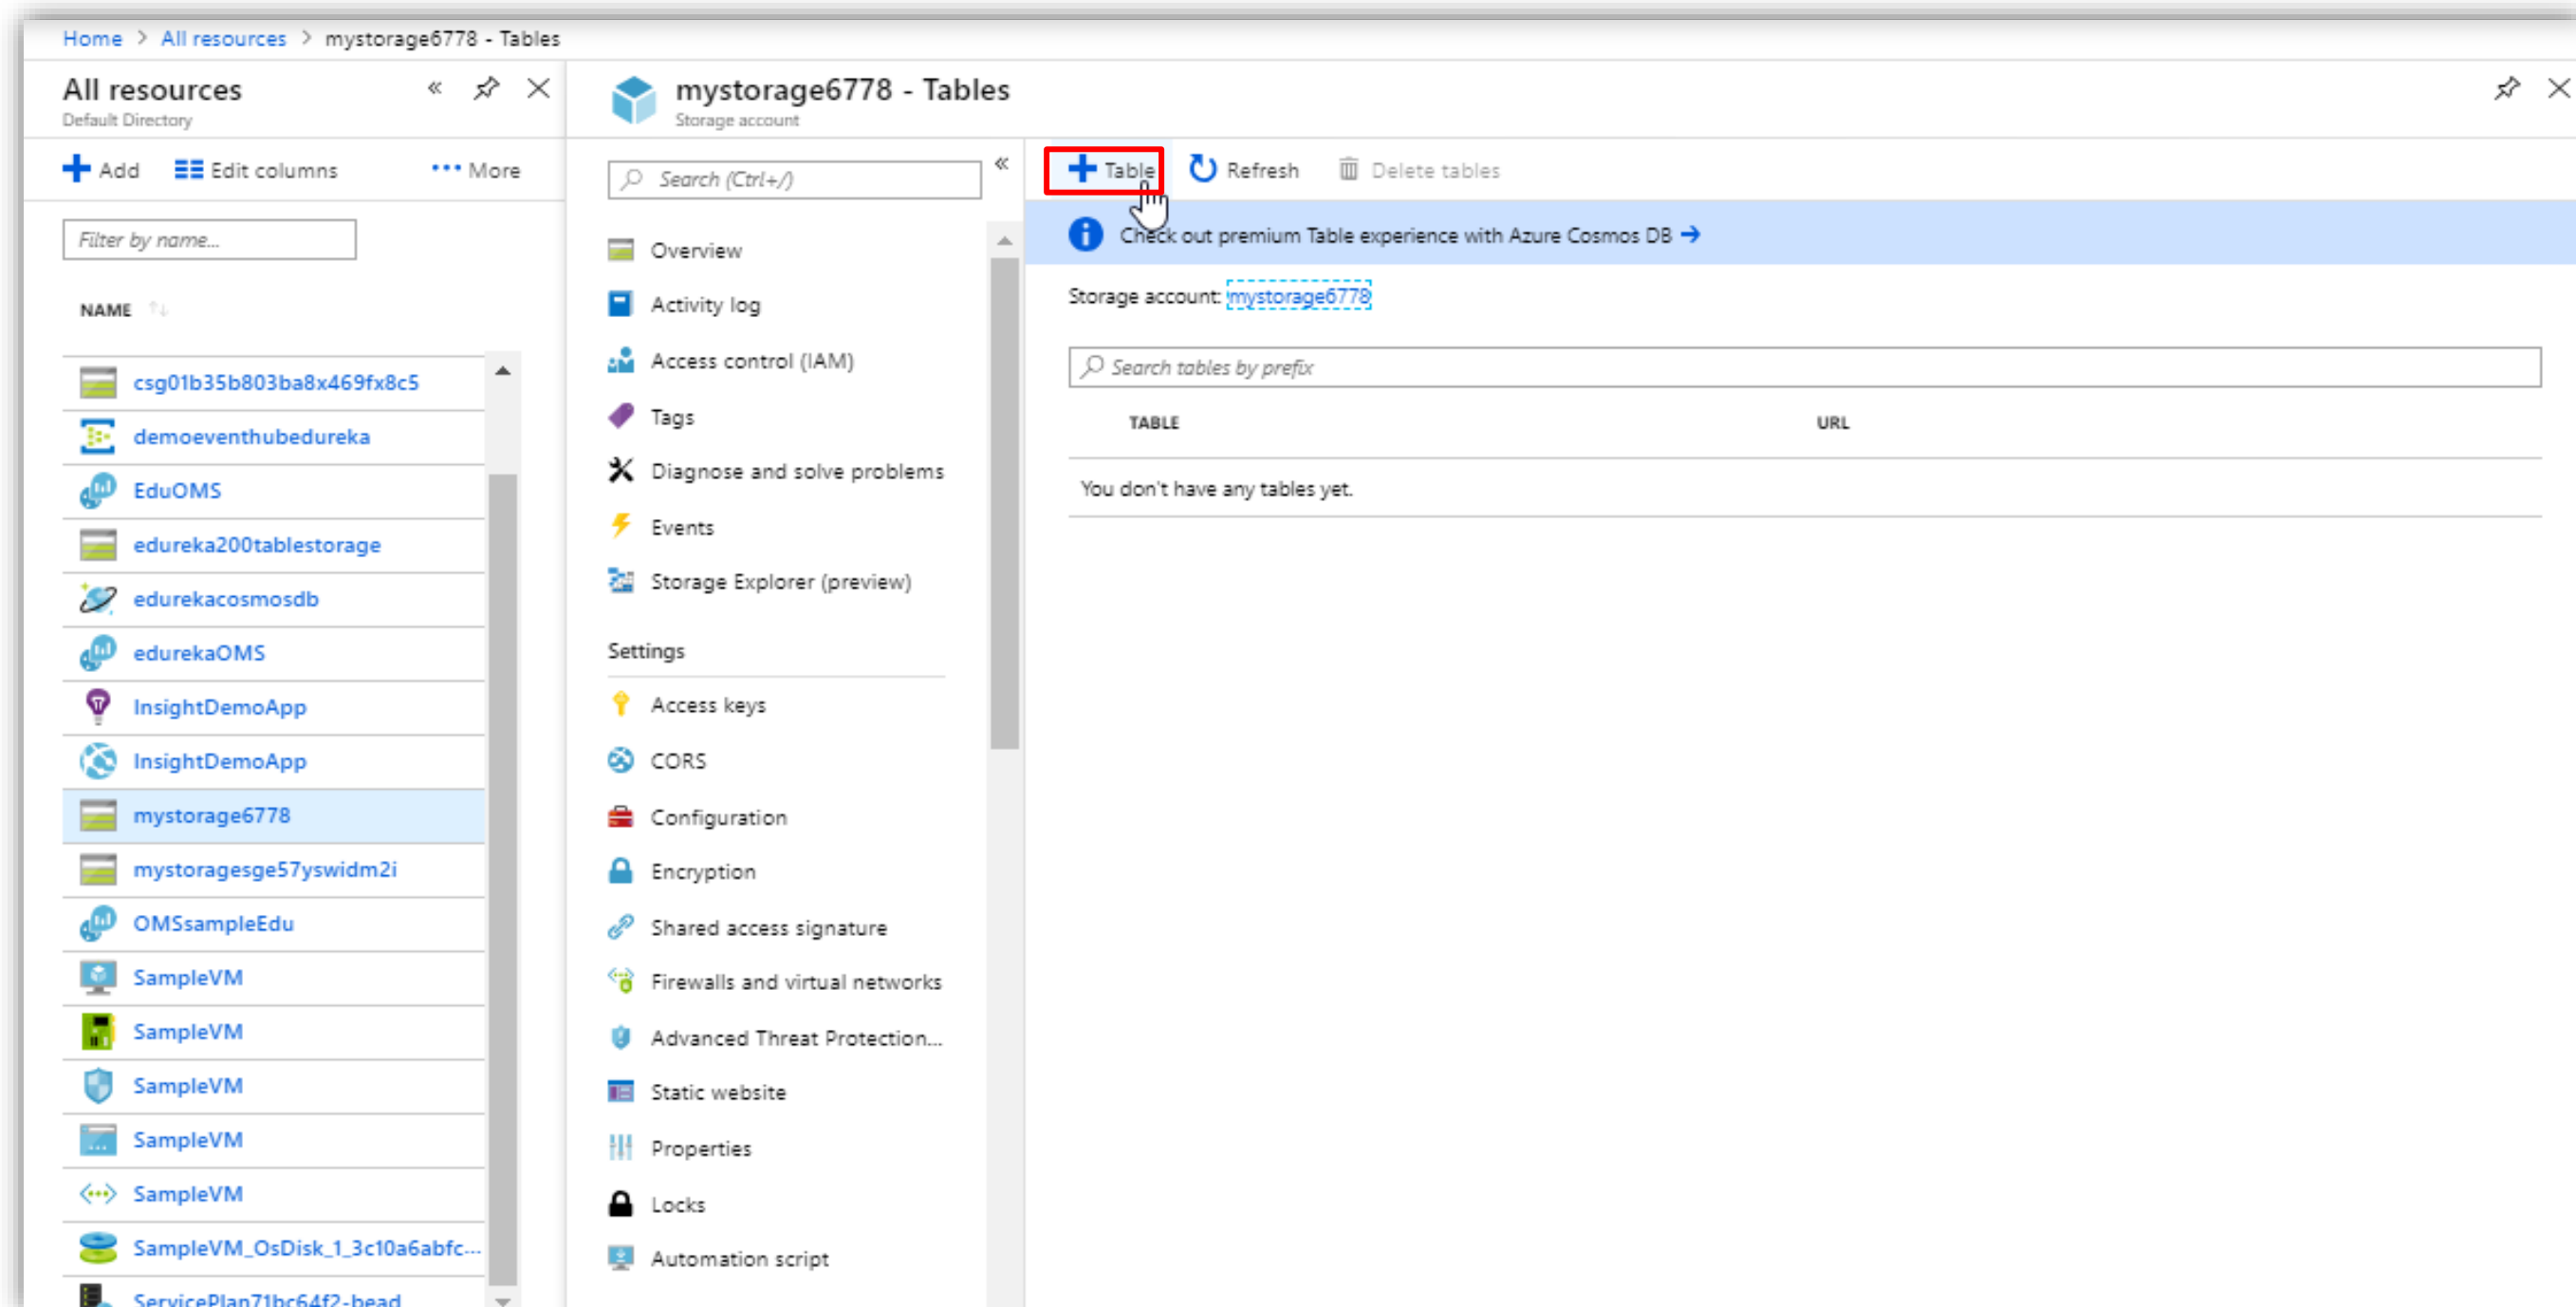 Home > All resources > mystorage6778 - Tables
All resources
Default Directory
Add Edit columns More
Filter by name...
NAME
csg01b35b803ba8x469fx8c5
demoeventhubedureka
EduOMS
edureka200tablestorage
edurekacosmosdb
edurekaOMS
InsightDemoApp
InsightDemoApp
mystorage6778
mystoragesge57yswidm2i
OMSsampleEdu
SampleVM
SampleVM
SampleVM
SampleVM
SampleVM
SampleVM_OsDisk_1_3c10a6abfc...
ServicePlan71bc64f2-bead
mystorage6778 - Tables
Storage account
Search (Ctrl+/)
Overview
Activity log
Access control (IAM)
Tags
Diagnose and solve problems
Events
Storage Explorer (preview)
Settings
Access keys
CORS
Configuration
Encryption
Shared access signature
Firewalls and virtual networks
Advanced Threat Protection...
Static website
Properties
Locks
Automation script
Table Refresh Delete tables
Check out premium Table experience with Azure Cosmos DB →
Storage account: mystorage6778
Search tables by prefix
TABLE URL
You don't have any tables yet.